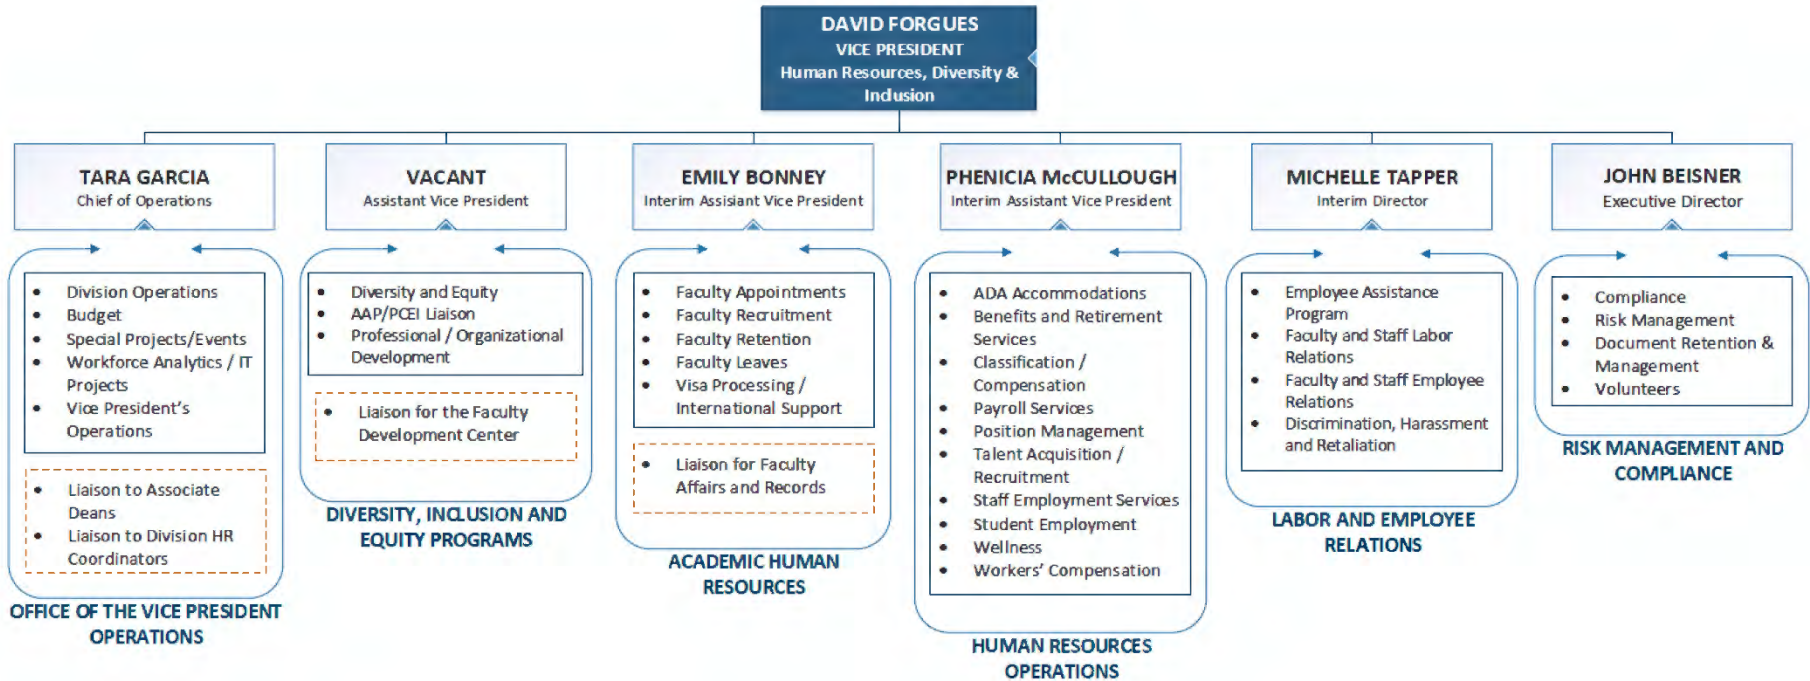 DAVID FORGUES
VICE PRESIDENT
Human Resources, Diversity &
Inclusion
TARA GARCIA
Chief of Operations
• Division Operations
• Budget
• Special Projects/Events
• Workforce Analytics / IT
Projects
• Vice President's
Operations
• Liaison to Associate
Deans
• Liaison to Division HR
Coordinators
OFFICE OF THE VICE PRESIDENT
OPERATIONS
VACANT
Assistant Vice President
• Diversity and Equity
• AAP/PCEI Liaison
• Professional / Organizational
Development
• Liaison for the Faculty
Development Center
DIVERSITY, INCLUSION AND
EQUITY PROGRAMS
EMILY BONNEY
Interim Assisiant Vice President
• Faculty Appointments
• Faculty Recruitment
• Faculty Retention
• Faculty Leaves
• Visa Processing /
International Support
• Liaison for Faculty
Affairs and Records
ACADEMIC HUMAN
RESOURCES
PHENICIA McCULLOUGH
Interim Assistant Vice President
• ADA Accommodations
• Benefits and Retirement
Services
• Classification /
Compensation
• Payroll Services
• Position Management
• Talent Acquisition /
Recruitment
• Staff Employment Services
• Student Employment
• Wellness
• Workers' Compensation
HUMAN RESOURCES
OPERATIONS
MICHELLE TAPPER
Interim Director
• Employee Assistance
Program
• Faculty and Staff Labor
Relations
• Faculty and Staff Employee
Relations
• Discrimination, Harassment
and Retaliation
LABOR AND EMPLOYEE
RELATIONS
JOHN BEISNER
Executive Director
• Compliance
• Risk Management
• Document Retention &
Management
• Volunteers
RISK MANAGEMENT AND
COMPLIANCE